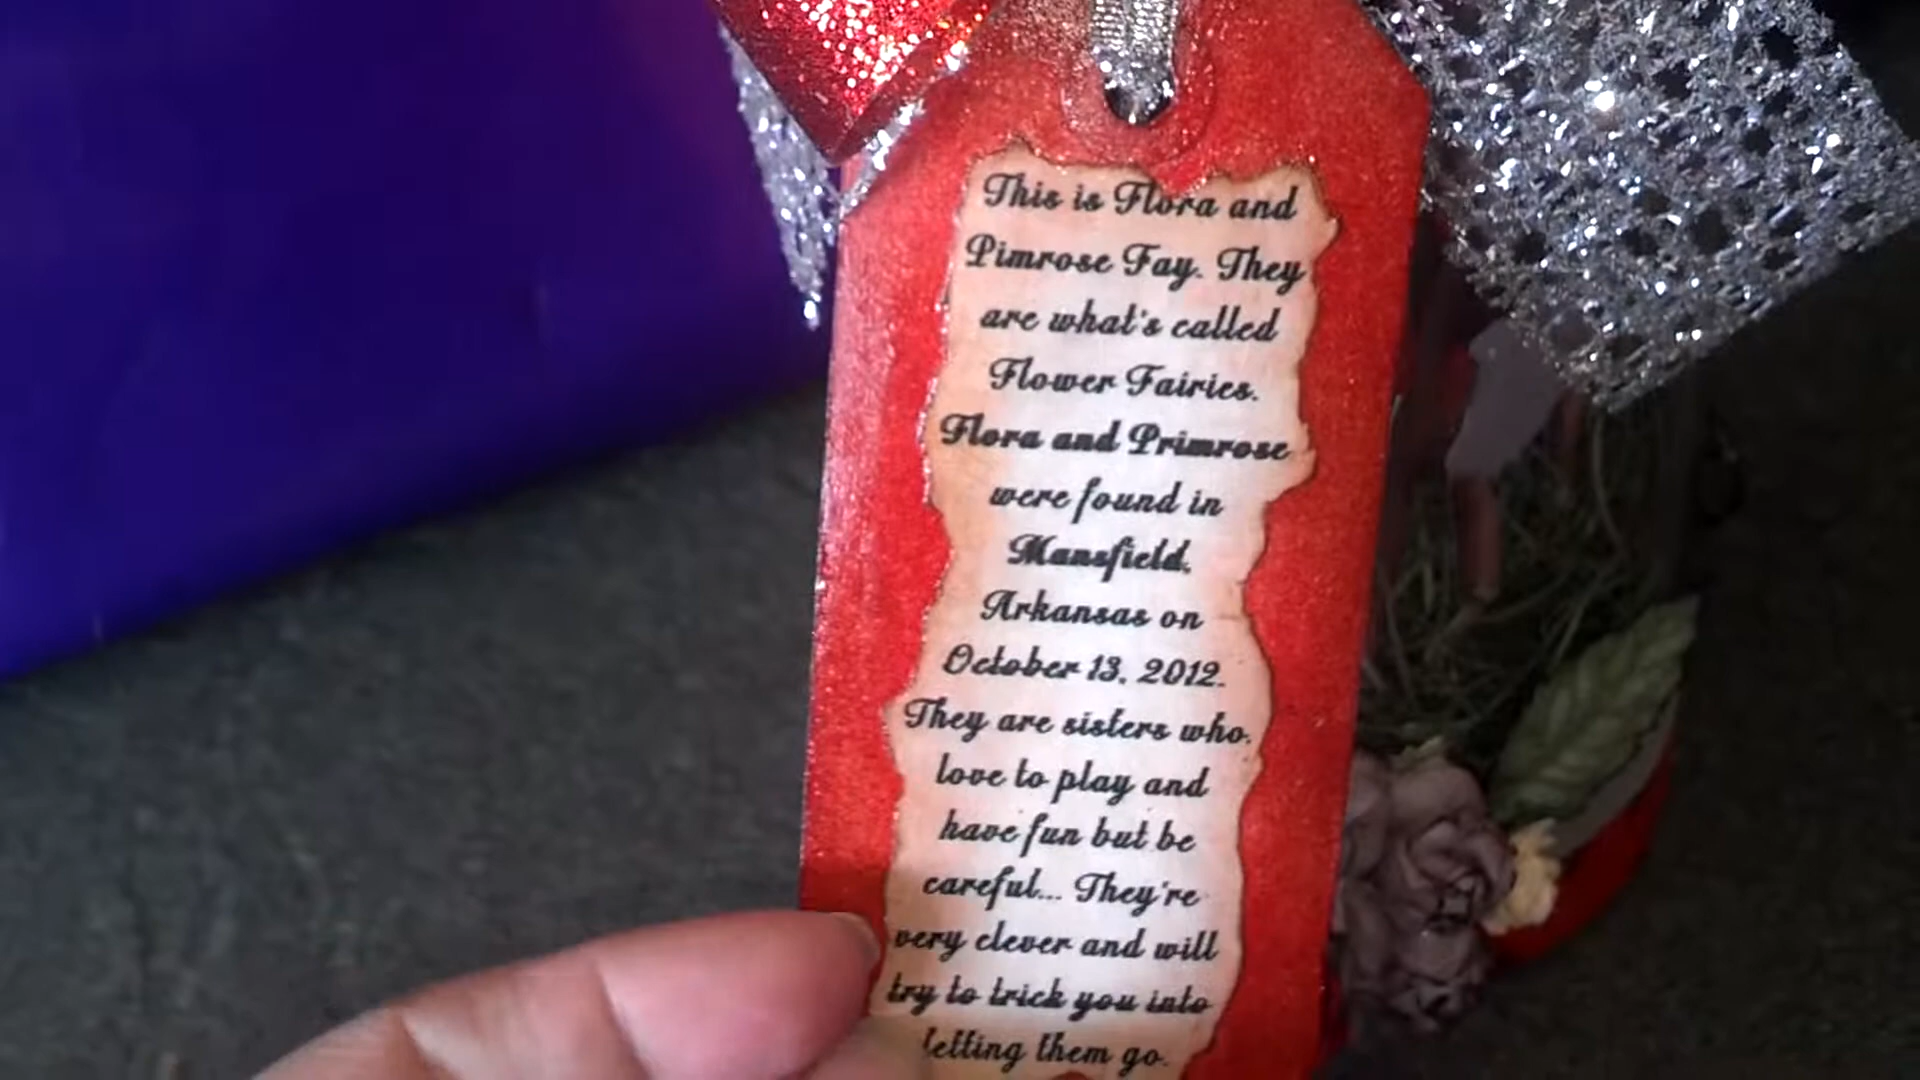 This is Flora and
Pimrose Fay. They
are what's called
Flower Fairies.
Flora and Primrose
were found in
Mansfield,
Arkansas on
October 13, 2012.
They are sisters who,
love to play and
have fun but be
careful... They're
very clever and will
try to trick you into
letting them go.